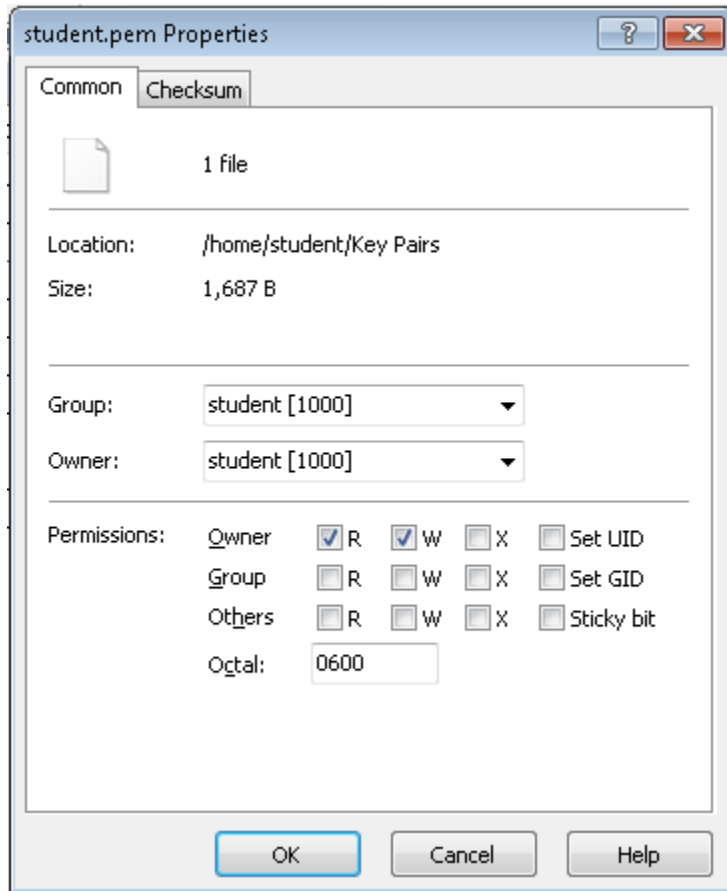 student.pem Properties
Common Checksum
1 file
Location: /home/student/Key Pairs
Size: 1,687 B
Group: student [1000]
Owner: student [1000]
Permissions: Owner R W X Set UID
Group R W X Set GID
Others R W X Sticky bit
Octal: 0600
OK Cancel Help